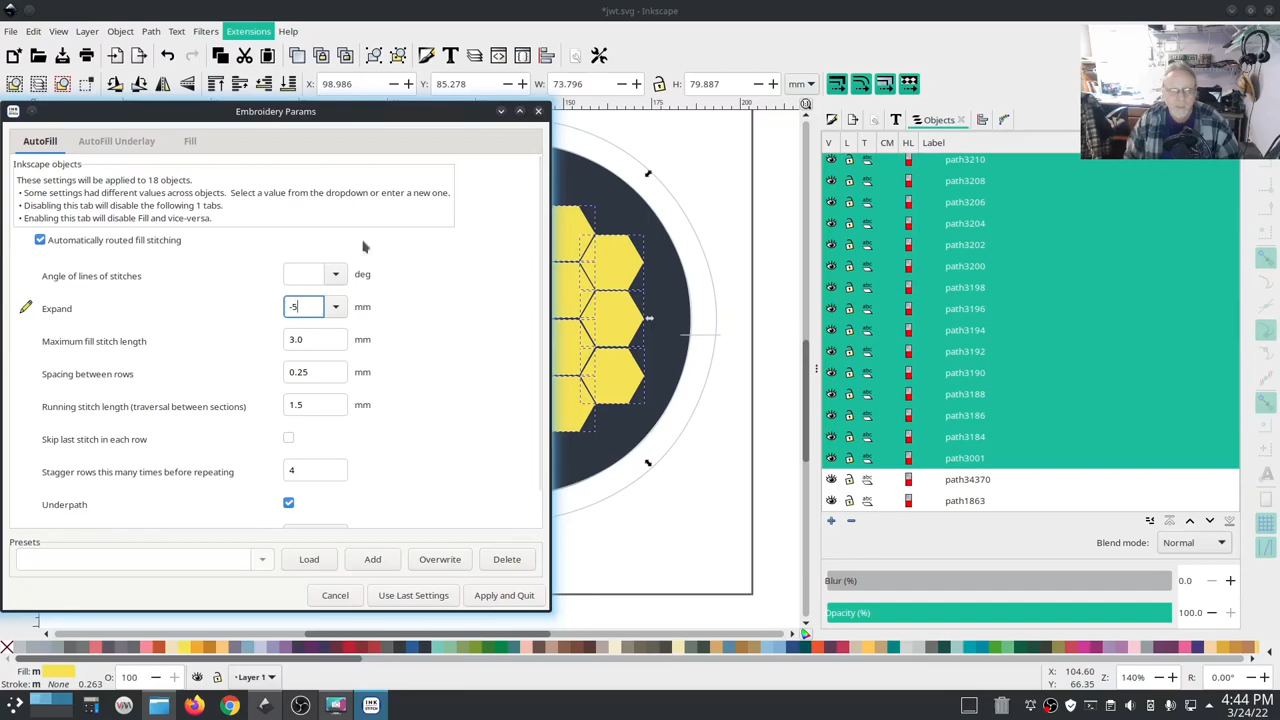 *jwt.svg - Inkscape
File Edit View Layer Object Path Text Filters Extensions Help
X: 98.986 Y: 85.278 W: 73.796 H: 79.887 mm
Embroidery Params
150 175 200
Objects
AutoFill AutoFill Underlay Fill
V L T CM HL Label
Inkscape objects
These settings will be applied to 18 objects.
• Some settings had different values across objects. Select a value from the dropdown or enter a new one.
• Disabling this tab will disable the following 1 tabs.
• Enabling this tab will disable Fill and vice-versa.
Automatically routed fill stitching
Angle of lines of stitches deg
Expand -5 mm
Maximum fill stitch length 3.0 mm
Spacing between rows 0.25 mm
Running stitch length (traversal between sections) 1.5 mm
Skip last stitch in each row
Stagger rows this many times before repeating 4
Underpath
Presets
Load Add Overwrite Delete
Cancel Use Last Settings Apply and Quit
path3210
path3208
path3206
path3204
path3202
path3200
path3198
path3196
path3194
path3192
path3190
path3188
path3186
path3184
path3001
path34370
path1863
Blend mode: Normal
Blur (%) 0.0
Opacity (%) 100.0
Fill: m
Stroke: None 0.263
O: 100
Layer 1
X: 104.60
Y: 66.35
Z: 140%
R: 0.00°
INK STITCH
4:44 PM
3/24/22